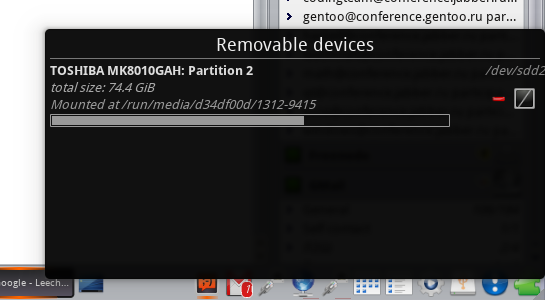 codingteam@conference.jabber.ru...
gentoo@conference.gentoo.ru par...
Removable devices
TOSHIBA MK8010GAH: Partition 2
/dev/sdd2
total size: 74.4 GiB
Mounted at /run/media/d34df00d/1312-9415
oogle - Leech...
7